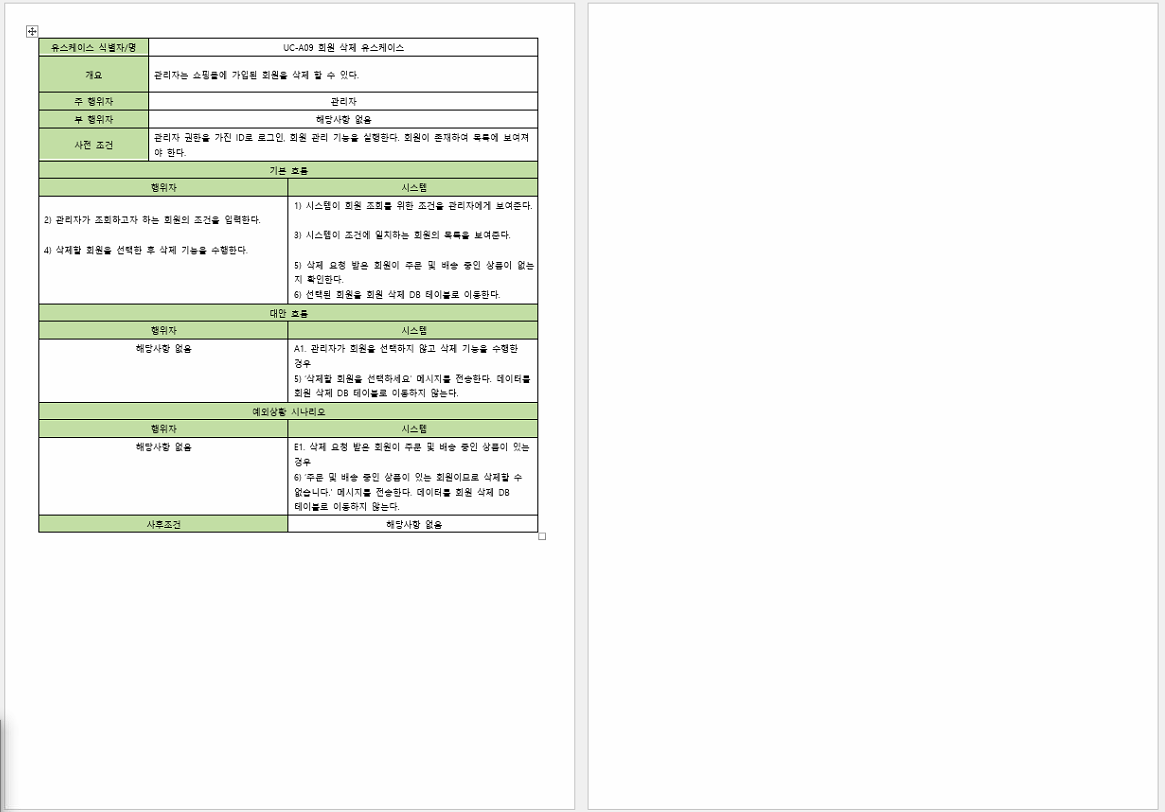 유스케이스 식별자/명
UC-A09 회원 삭제 유스케이스
개요
관리자는 쇼핑몰에 가입된 회원을 삭제 할 수 있다.
주 행위자
관리자
부 행위자
해당사항 없음
사전 조건
관리자 권한을 가진 ID로 로그인, 회원 관리 기능을 실행한다. 회원이 존재하여 목록에 보여져
야 한다.
기본 흐름
행위자
시스템
2) 관리자가 조회하고자 하는 회원의 조건을 입력한다.
4) 삭제할 회원을 선택한 후 삭제 기능을 수행한다.
1) 시스템이 회원 조회를 위한 조건을 관리자에게 보여준다.
3) 시스템이 조건에 일치하는 회원의 목록을 보여준다.
5) 삭제 요청 받은 회원이 주문 및 배송 중인 상품이 없는
지 확인한다.
6) 선택된 회원을 회원 삭제 DB 테이블로 이동한다.
대안 흐름
행위자
시스템
해당사항 없음
A1. 관리자가 회원을 선택하지 않고 삭제 기능을 수행한
경우
5) '삭제할 회원을 선택하세요' 메시지를 전송한다. 데이터를
회원 삭제 DB 테이블로 이동하지 않는다.
예외상황 시나리오
행위자
시스템
해당사항 없음
E1. 삭제 요청 받은 회원이 주문 및 배송 중인 상품이 있는
경우
6) '주문 및 배송 중인 상품이 있는 회원이므로 삭제할 수
없습니다.' 메시지를 전송한다. 데이터를 회원 삭제 DB
테이블로 이동하지 않는다.
사후조건
해당사항 없음